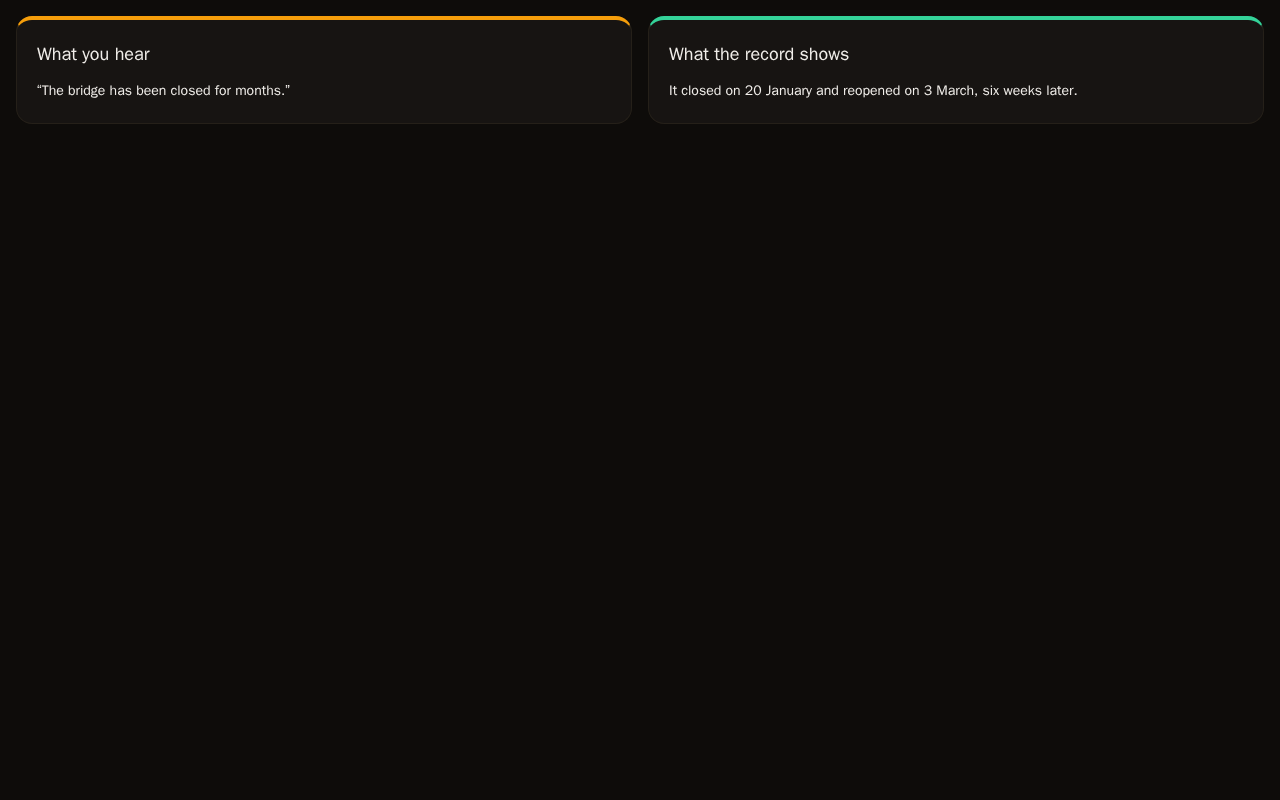 What you hear
“The bridge has been closed for months.”
What the record shows
It closed on 20 January and reopened on 3 March, six weeks later.